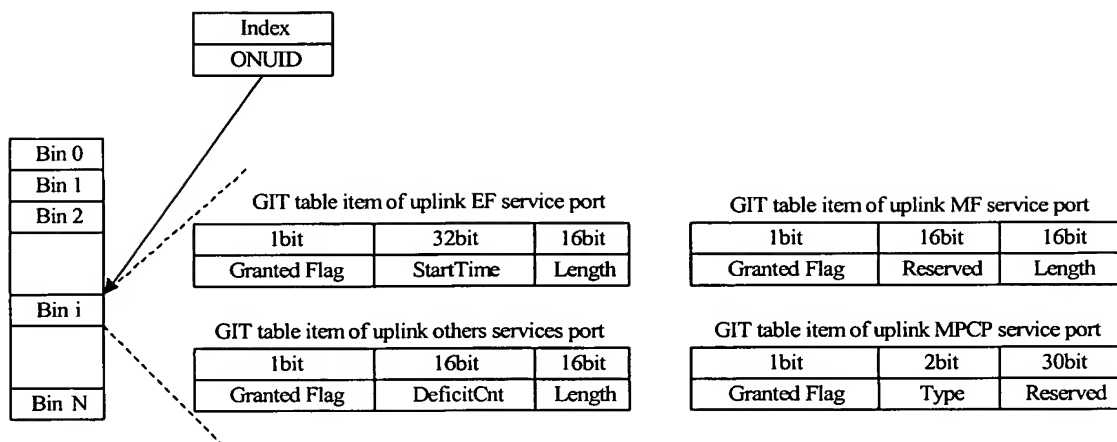 Index
ONUID
Bin 0
Bin 1
Bin 2
Bin i
Bin N
GIT table item of uplink EF service port
1bit 32bit 16bit
Granted Flag StartTime Length
GIT table item of uplink MF service port
1bit 16bit 16bit
Granted Flag Reserved Length
GIT table item of uplink others services port
1bit 16bit 16bit
Granted Flag DeficitCnt Length
GIT table item of uplink MPCP service port
1bit 2bit 30bit
Granted Flag Type Reserved